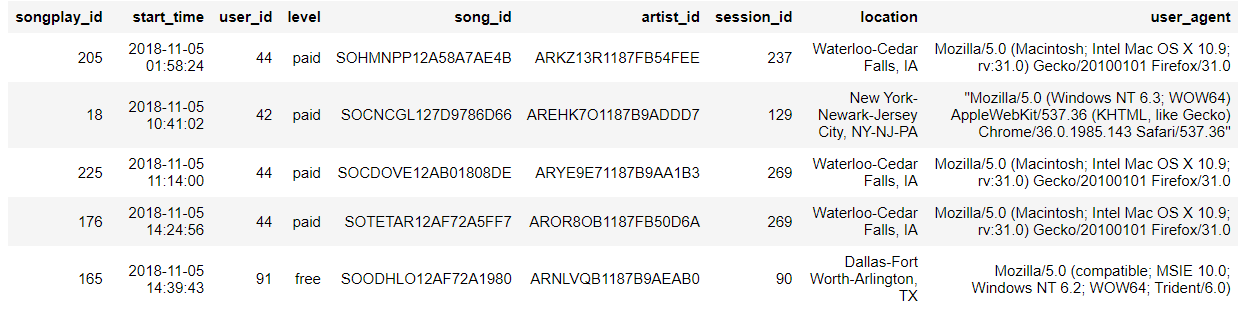 songplay_id start_time user_id level song_id artist_id session_id location user_agent
205 2018-11-05 01:58:24 44 paid SOHMNPP12A58A7AE4B ARKZ13R1187FB54FEE 237 Waterloo-Cedar Falls, IA Mozilla/5.0 (Macintosh; Intel Mac OS X 10.9; rv:31.0) Gecko/20100101 Firefox/31.0
18 2018-11-05 10:41:02 42 paid SOCNCGL127D9786D66 AREHK7O1187B9ADDD7 129 New York-Newark-Jersey City, NY-NJ-PA "Mozilla/5.0 (Windows NT 6.3; WOW64) AppleWebKit/537.36 (KHTML, like Gecko) Chrome/36.0.1985.143 Safari/537.36"
225 2018-11-05 11:14:00 44 paid SOCDOVE12AB01808DE ARYE9E71187B9AA1B3 269 Waterloo-Cedar Falls, IA Mozilla/5.0 (Macintosh; Intel Mac OS X 10.9; rv:31.0) Gecko/20100101 Firefox/31.0
176 2018-11-05 14:24:56 44 paid SOTETAR12AF72A5FF7 AROR8OB1187FB50D6A 269 Waterloo-Cedar Falls, IA Mozilla/5.0 (Macintosh; Intel Mac OS X 10.9; rv:31.0) Gecko/20100101 Firefox/31.0
165 2018-11-05 14:39:43 91 free SOODHLO12AF72A1980 ARNLVQB1187B9AEAB0 90 Dallas-Fort Worth-Arlington, TX Mozilla/5.0 (compatible; MSIE 10.0; Windows NT 6.2; WOW64; Trident/6.0)